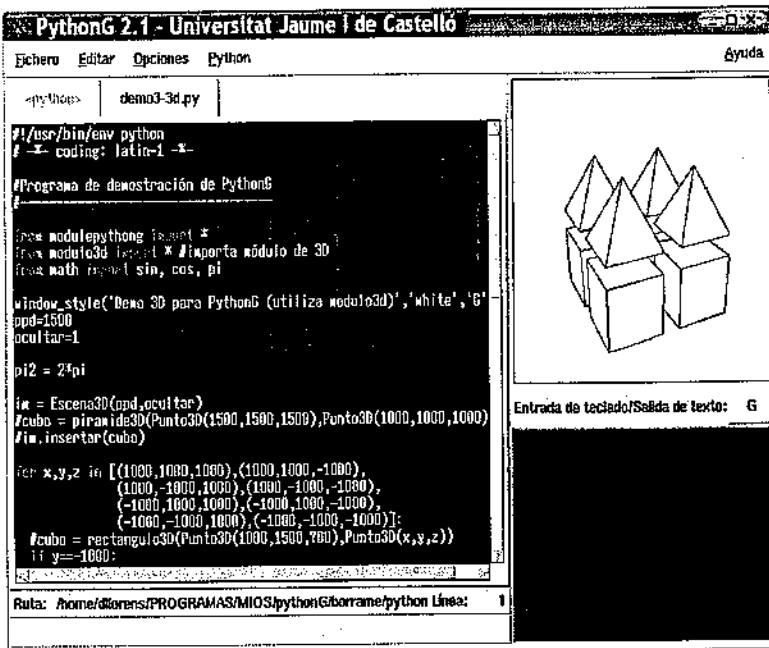 PythonG 2.1 - Universitat Jaume I de Castelló
Fichero Editar Opciones Python Ayuda
<python> demo3-3d.py
#!/usr/bin/env python
# -*- coding: latin-1 -*-
#Programa de demostración de PythonG
#------------------------------
from modulepythong import *
from modulo3d import * #importa módulo de 3D
from math import sin, cos, pi
window_style('Demo 3D para PythonG (utiliza modulo3d)','white','G'
ppd=1500
ocultar=1
pi2 = 2*pi
im = Escena3D(ppd,ocultar)
#cubo = piramide3D(Punto3D(1500,1500,1500),Punto3D(1000,1000,1000)
#im.insertar(cubo)
for x,y,z in [(1000,1000,1000),(1000,1000,-1000),
(1000,-1000,1000),(1000,-1000,-1000),
(-1000,1000,1000),(-1000,1000,-1000),
(-1000,-1000,1000),(-1000,-1000,-1000)]:
#cubo = rectangulo3D(Punto3D(1000,1500,700),Punto3D(x,y,z))
if y==-1000:
Entrada de teclado/Salida de texto: G
Ruta: /home/dllorens/PROGRAMAS/MIOS/pythonG/borrame/python Línea: 1